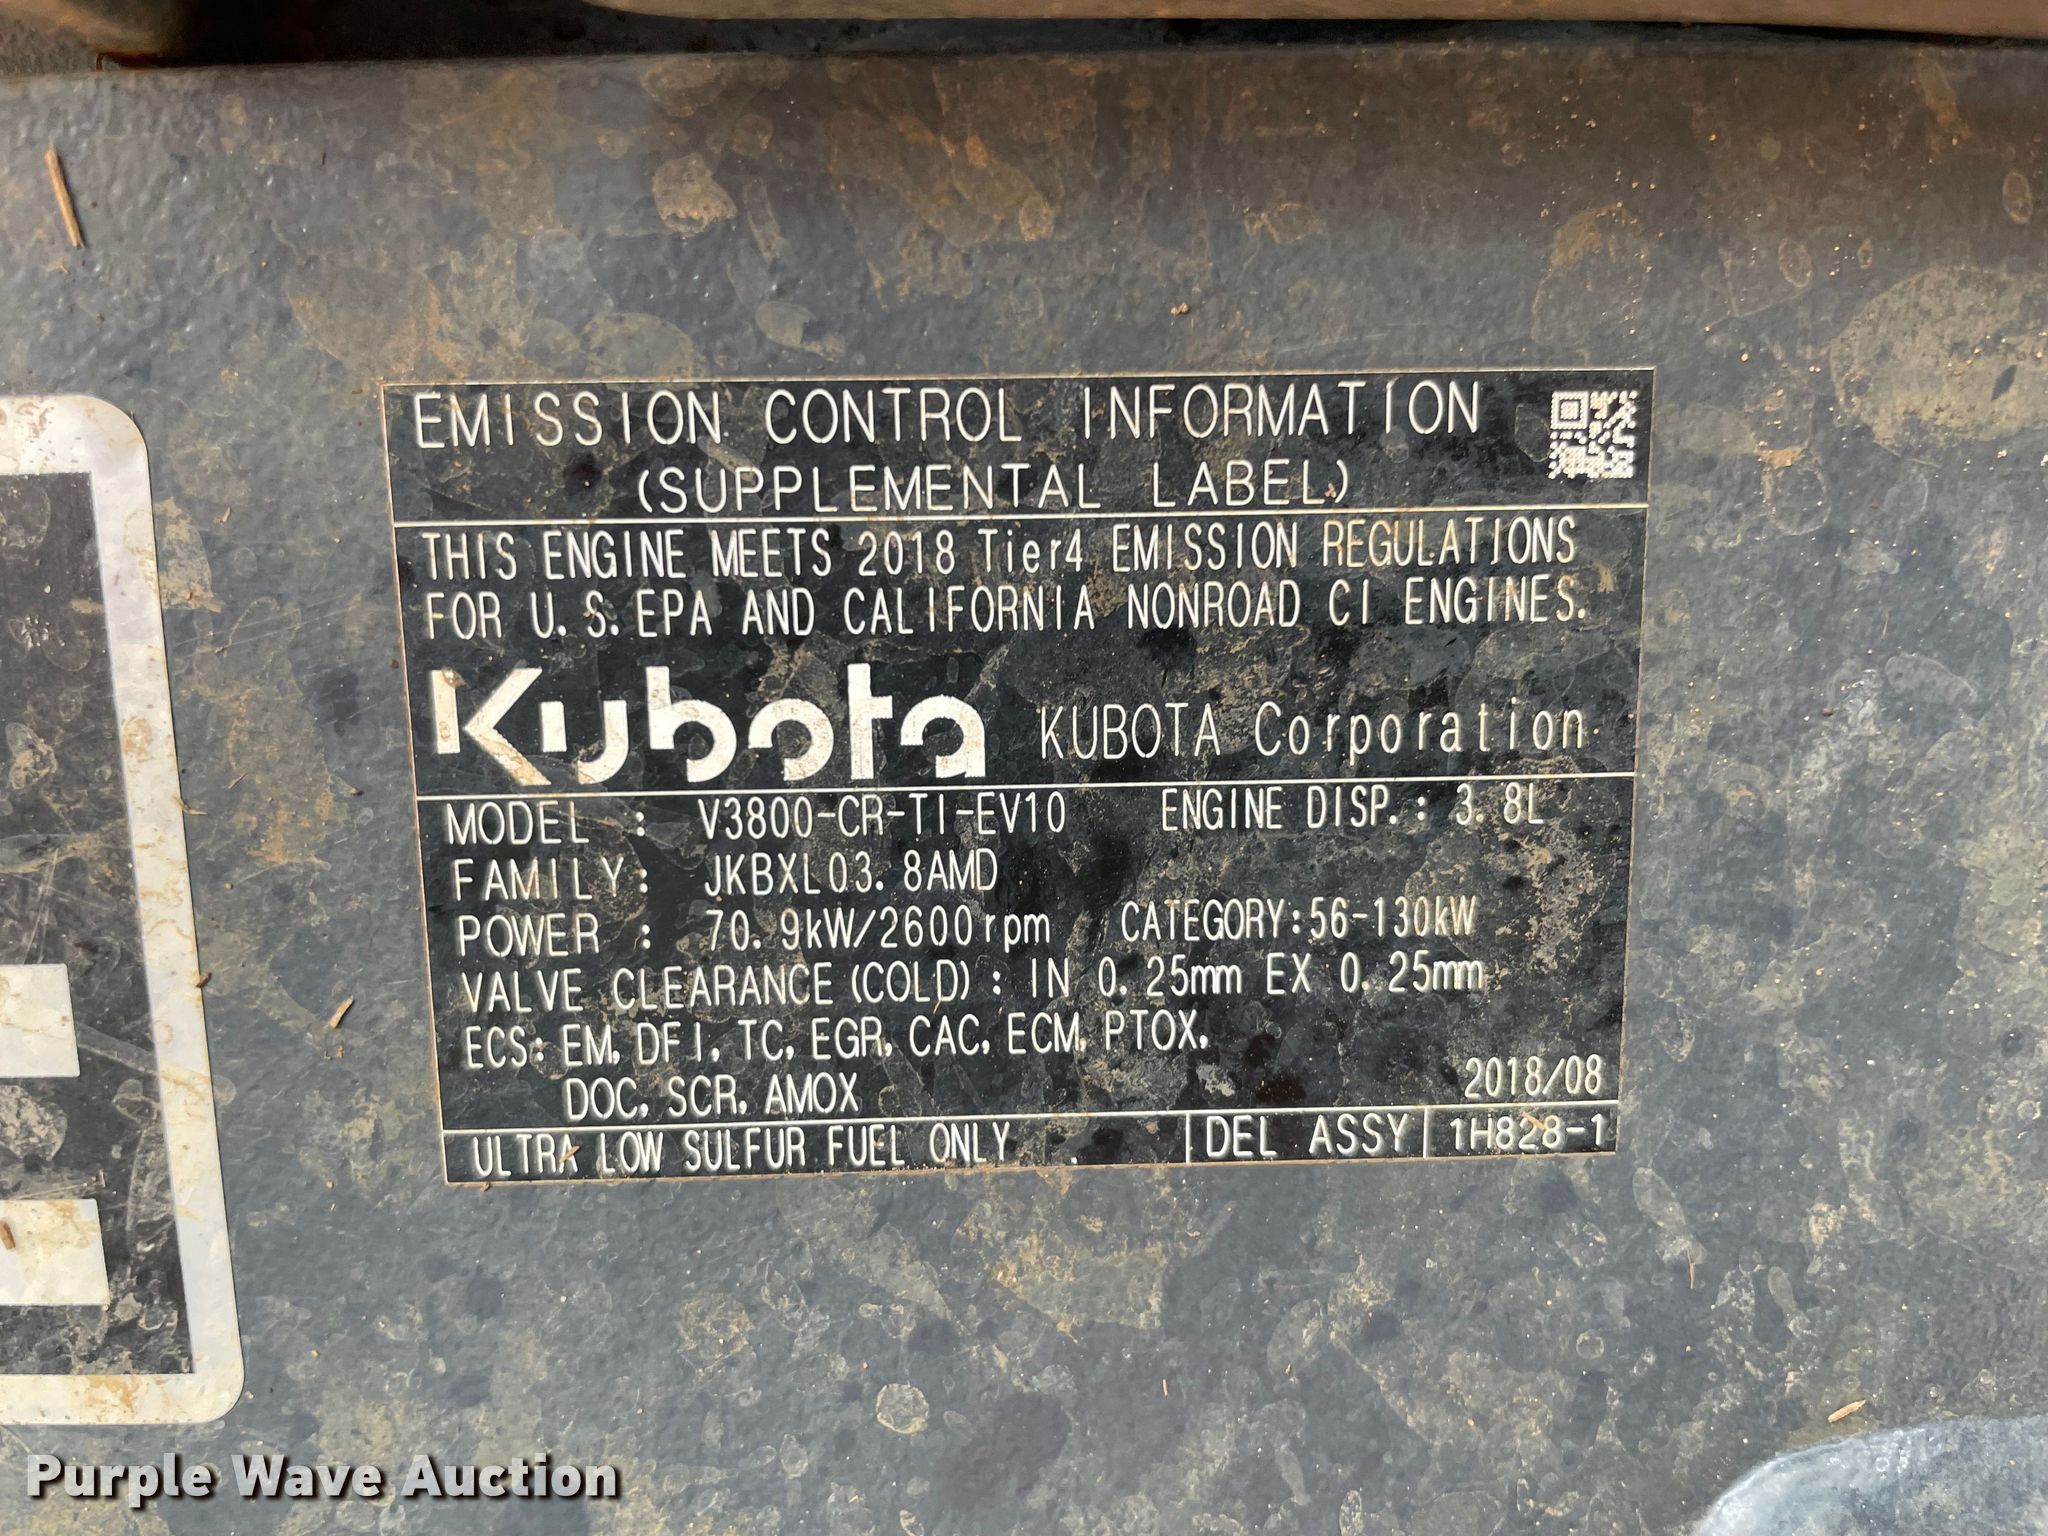 EMISSION CONTROL INFORMATION
(SUPPLEMENTAL LABEL)
THIS ENGINE MEETS 2018 Tier4 EMISSION REGULATIONS
FOR U.S.EPA AND CALIFORNIA NONROAD CI ENGINES.
Kubota KUBOTA Corporation
MODEL : V3800-CR-TI-EV10 ENGINE DISP.: 3.8L
FAMILY: JKBXL03.8AMD
POWER : 70.9kW/2600rpm CATEGORY:56-130kW
VALVE CLEARANCE(COLD): IN 0.25mm EX 0.25mm
ECS: EM, DFI, TC, EGR, CAC, ECM, PTOX,
DOC, SCR, AMOX 2018/08
ULTRA LOW SULFUR FUEL ONLY DEL ASSY 1H828-1
Purple Wave Auction